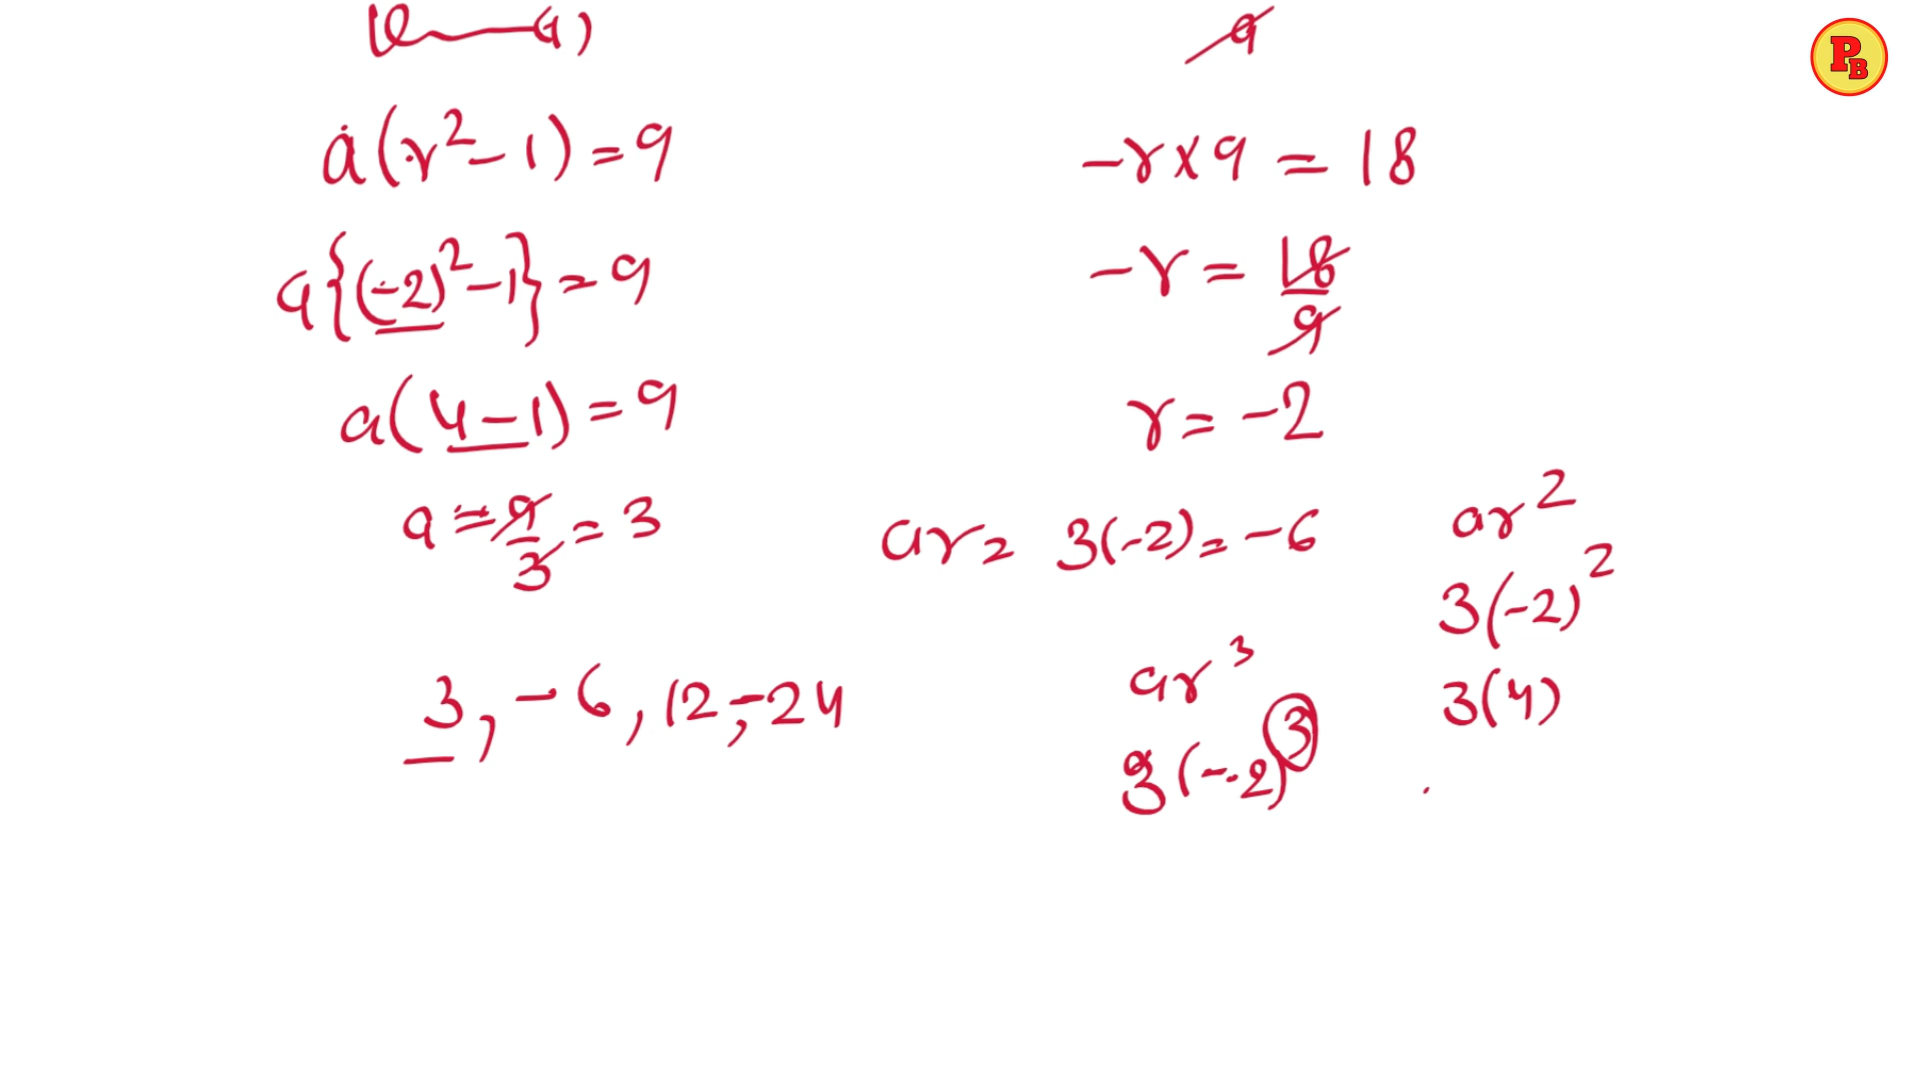 a)
9
PB
a(r²-1)=9
-r×9=18
a{(-2)²-1}=9
-r=18/9
a(4-1)=9
r=-2
a=9/3=3
ar=3(-2)=-6
ar²
3(-2)²
3,-6,12,-24
ar³
3(4)
3(-2)³